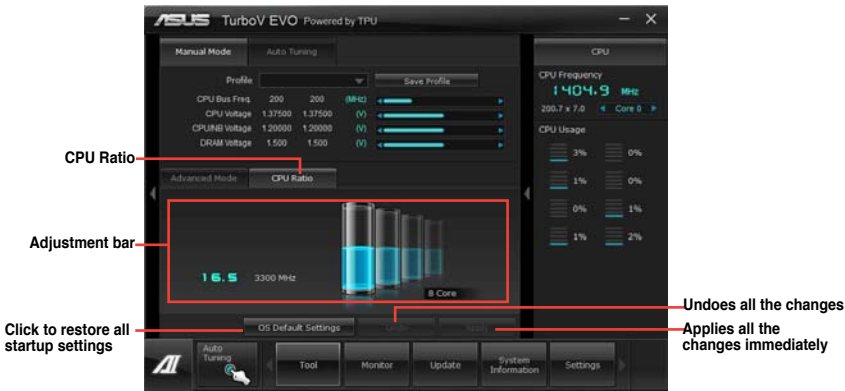 ASUS TurboV EVO Powered by TPU
Manual Mode
Auto Tuning
Profile
Save Profile
CPU Bus Freq. 200 200 (MHz)
CPU Voltage 1.37500 1.37500 (V)
CPU/NB Voltage 1.20000 1.20000 (V)
DRAM Voltage 1.500 1.500 (V)
CPU
CPU Frequency
1404.9 MHz
200.7 x 7.0 Core 0
CPU Usage
3% 0%
1% 0%
0% 1%
1% 2%
CPU Ratio
Advanced Mode
CPU Ratio
Adjustment bar
16.5 3300 MHz
8 Core
Undoes all the changes
Click to restore all
startup settings
OS Default Settings
Undo
Apply
Applies all the
changes immediately
AI
Auto
Tuning
Tool
Monitor
Update
System
Information
Settings